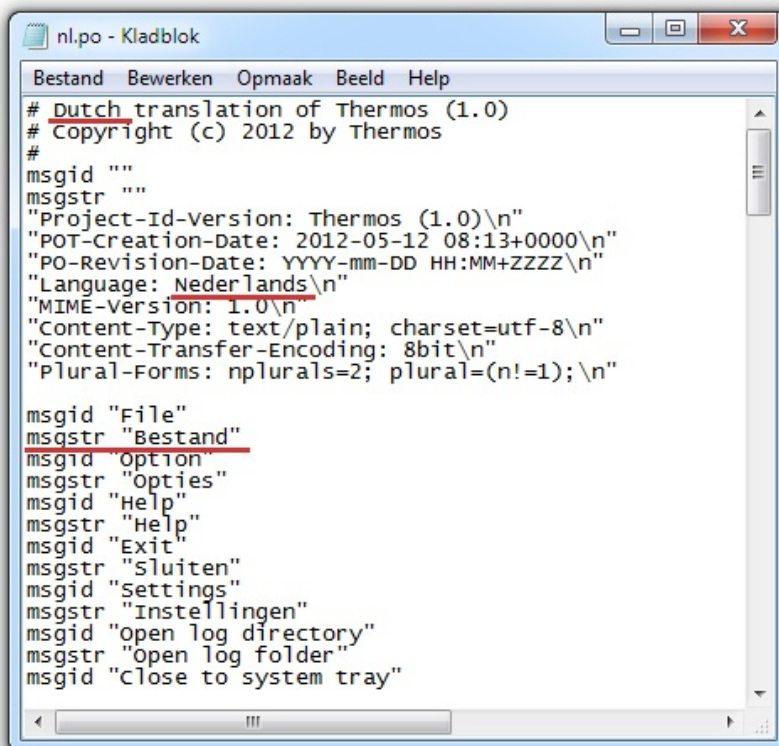 nl.po - Kladblok
Bestand Bewerken Opmaak Beeld Help
# Dutch translation of Thermos (1.0)
# Copyright (c) 2012 by Thermos
#
msgid ""
msgstr ""
"Project-Id-Version: Thermos (1.0)\n"
"POT-Creation-Date: 2012-05-12 08:13+0000\n"
"PO-Revision-Date: YYYY-mm-DD HH:MM+ZZZZ\n"
"Language: Nederlands\n"
"MIME-Version: 1.0\n"
"Content-Type: text/plain; charset=utf-8\n"
"Content-Transfer-Encoding: 8bit\n"
"Plural-Forms: nplurals=2; plural=(n!=1);\n"

msgid "File"
msgstr "Bestand"
msgid "Option"
msgstr "Opties"
msgid "Help"
msgstr "Help"
msgid "Exit"
msgstr "Sluiten"
msgid "Settings"
msgstr "Instellingen"
msgid "Open log directory"
msgstr "Open log folder"
msgid "Close to system tray"